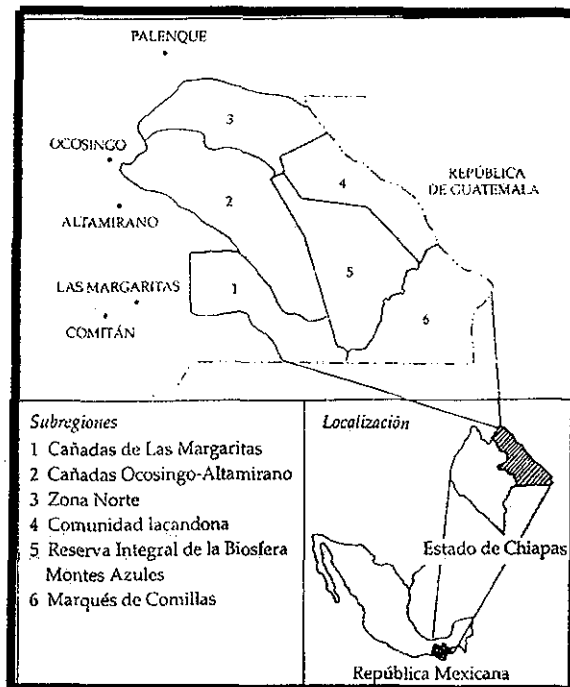 PALENQUE
3
OCOSINGO
4
REPÚBLICA
DE GUATEMALA
2
ALTAMIRANO
5
LAS MARGARITAS
1
6
COMITÁN
Subregiones
1 Cañadas de Las Margaritas
2 Cañadas Ocosingo-Altamirano
3 Zona Norte
4 Comunidad lacandona
5 Reserva Integral de la Biosfera
Montes Azules
6 Marqués de Comillas
Localización
Estado de Chiapas
República Mexicana